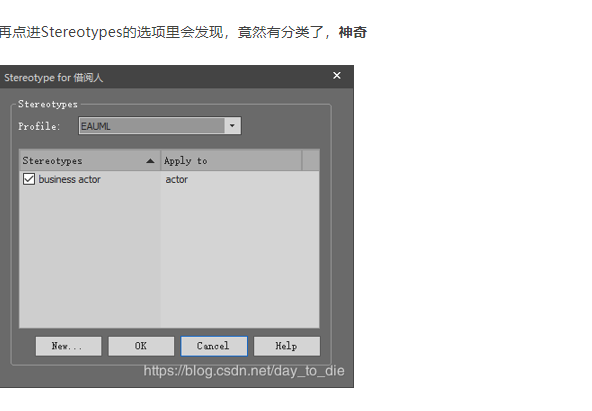 再点进Stereotypes的选项里会发现，竟然有分类了，神奇
Stereotype for 借阅人
Stereotypes
Profile: EAUML
Stereotypes Apply to
business actor actor
New... OK Cancel Help
https://blog.csdn.net/day_to_die